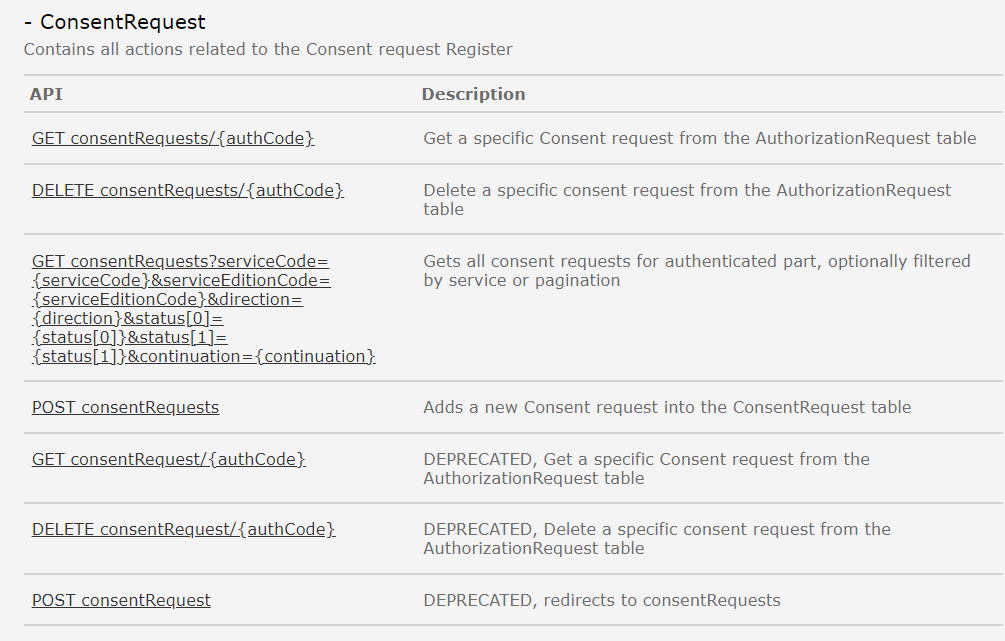 - ConsentRequest
Contains all actions related to the Consent request Register
API Description
GET consentRequests/{authCode} Get a specific Consent request from the AuthorizationRequest table
DELETE consentRequests/{authCode} Delete a specific consent request from the AuthorizationRequest
table
GET consentRequests?serviceCode=
{serviceCode}&serviceEditionCode=
{serviceEditionCode}&direction=
{direction}&status[0]=
{status[0]}&status[1]=
{status[1]}&continuation={continuation}
Gets all consent requests for authenticated part, optionally filtered
by service or pagination
POST consentRequests Adds a new Consent request into the ConsentRequest table
GET consentRequest/{authCode} DEPRECATED, Get a specific Consent request from the
AuthorizationRequest table
DELETE consentRequest/{authCode} DEPRECATED, Delete a specific consent request from the
AuthorizationRequest table
POST consentRequest DEPRECATED, redirects to consentRequests